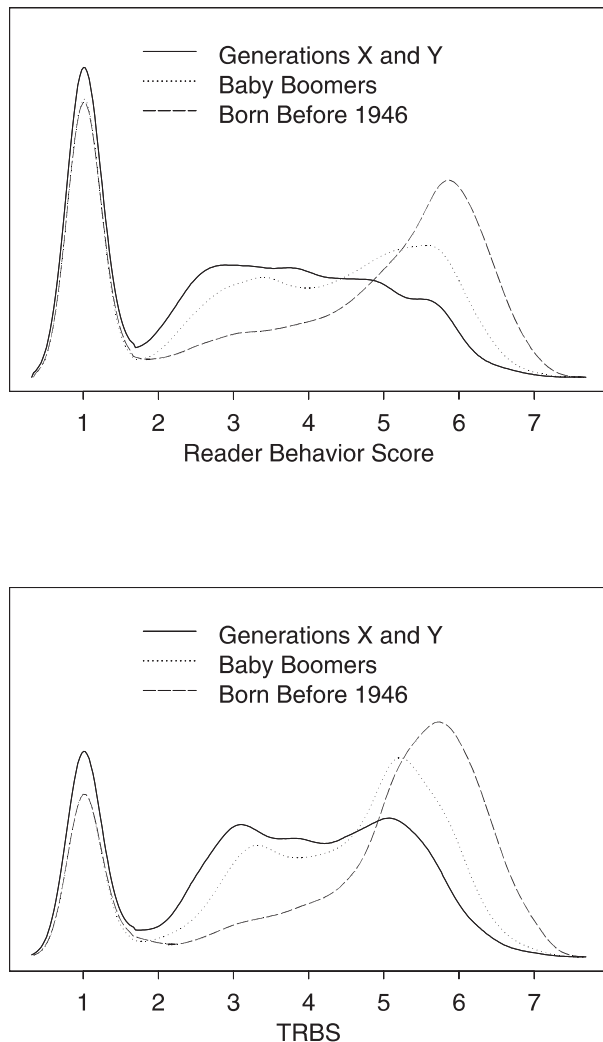 Generations X and Y
Baby Boomers
Born Before 1946
1 2 3 4 5 6 7
Reader Behavior Score
Generations X and Y
Baby Boomers
Born Before 1946
1 2 3 4 5 6 7
TRBS